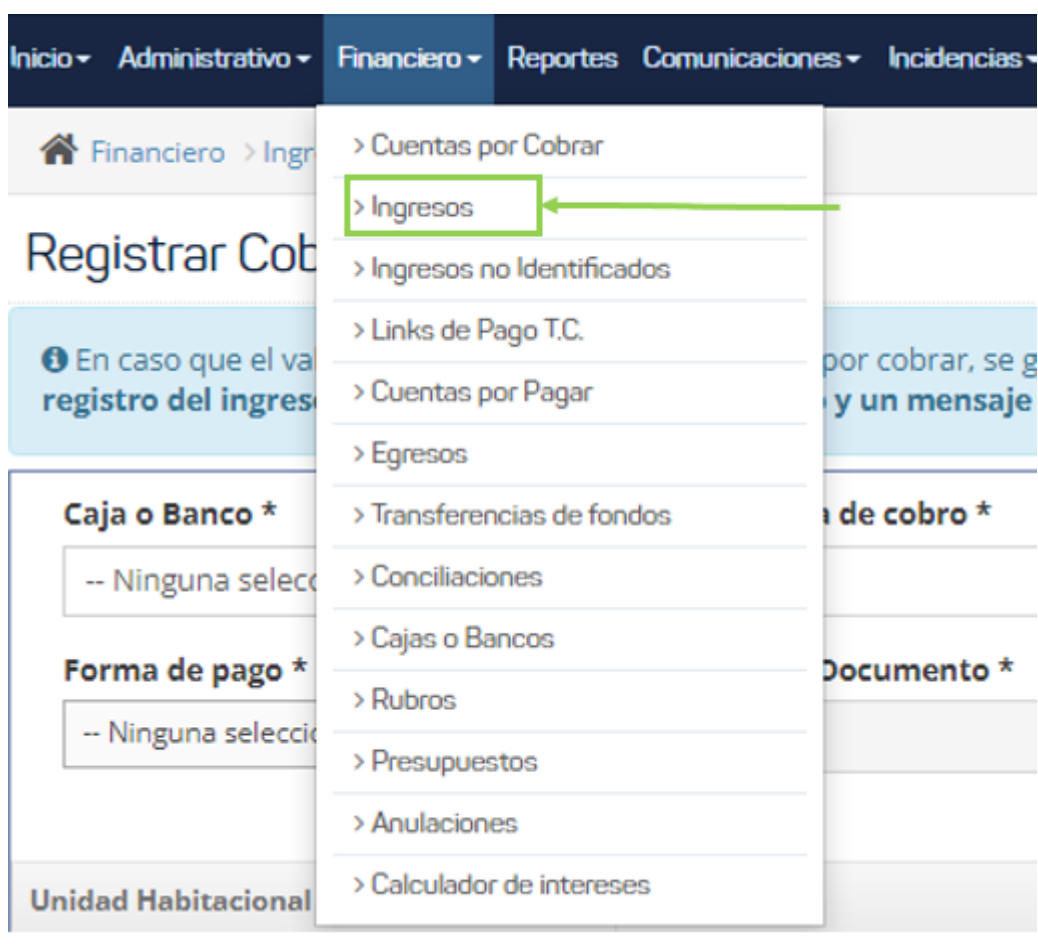 Inicio Administrativo Financiero Reportes Comunicaciones Incidencias
Financiero > Ingr
> Cuentas por Cobrar
> Ingresos
Registrar Cob
> Ingresos no Identificados
> Links de Pago T.C.
En caso que el va
por cobrar, se g
registro del ingres
y un mensaje
> Cuentas por Pagar
> Egresos
Caja o Banco *
> Transferencias de fondos
de cobro *
-- Ninguna selecc
> Conciliaciones
> Cajas o Bancos
Forma de pago *
Documento *
> Rubros
-- Ninguna selecci
> Presupuestos
> Anulaciones
> Calculador de intereses
Unidad Habitacional